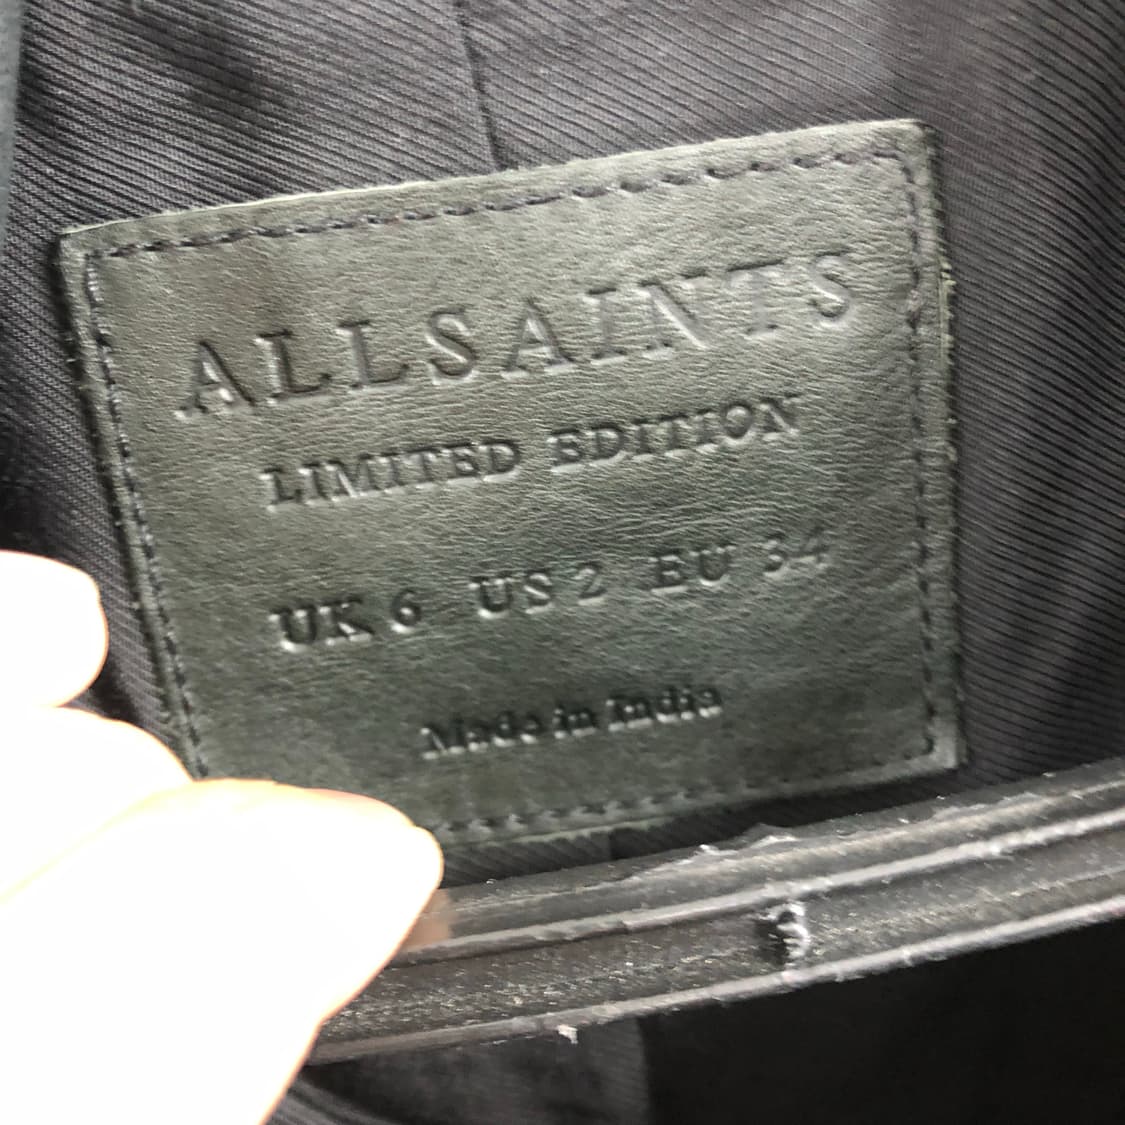 ALLSAINTS
LIMITED EDITION
UK 6 US 2 EU 34
Made in India